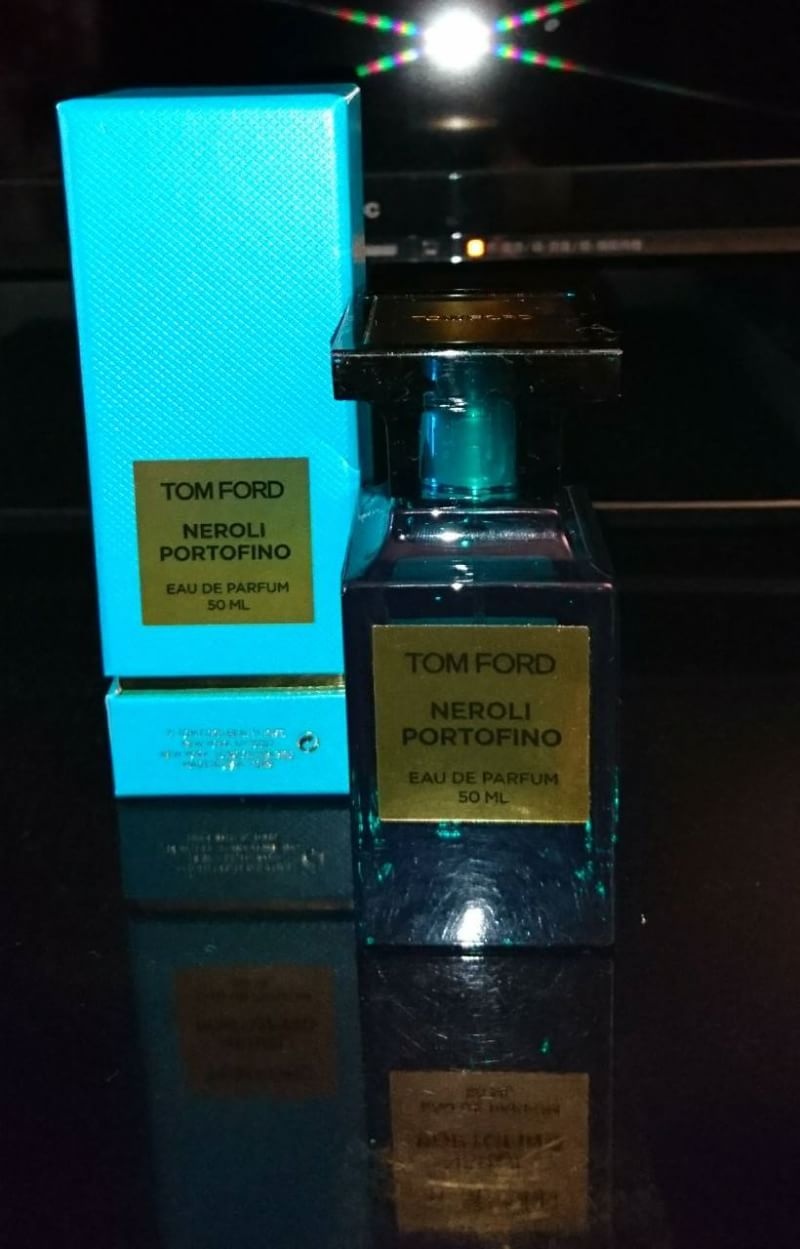 TOM FORD
NEROLI
PORTOFINO
EAU DE PARFUM
50 ML
TOM FORD
TOM FORD
NEROLI
PORTOFINO
EAU DE PARFUM
50 ML